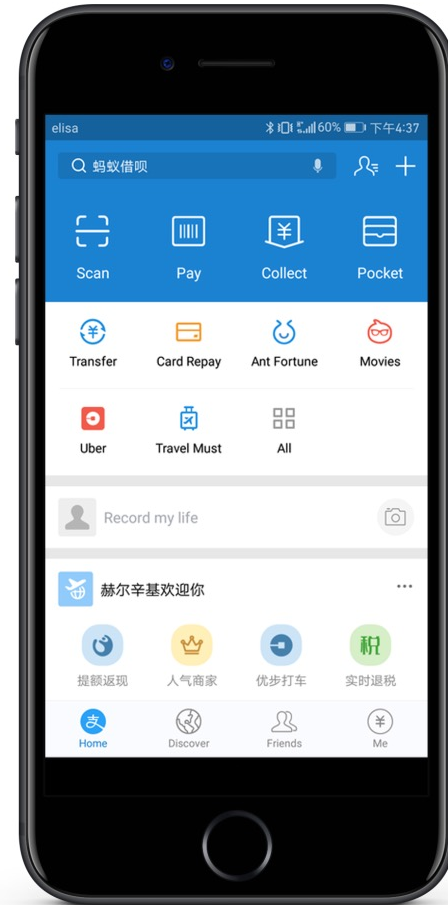 elisa 60% 下午4:37
蚂蚁借呗
Scan Pay Collect Pocket
Transfer Card Repay Ant Fortune Movies
Uber Travel Must All
Record my life
赫尔辛基欢迎你
税
提额返现 人气商家 优步打车 实时退税
支
Home Discover Friends Me